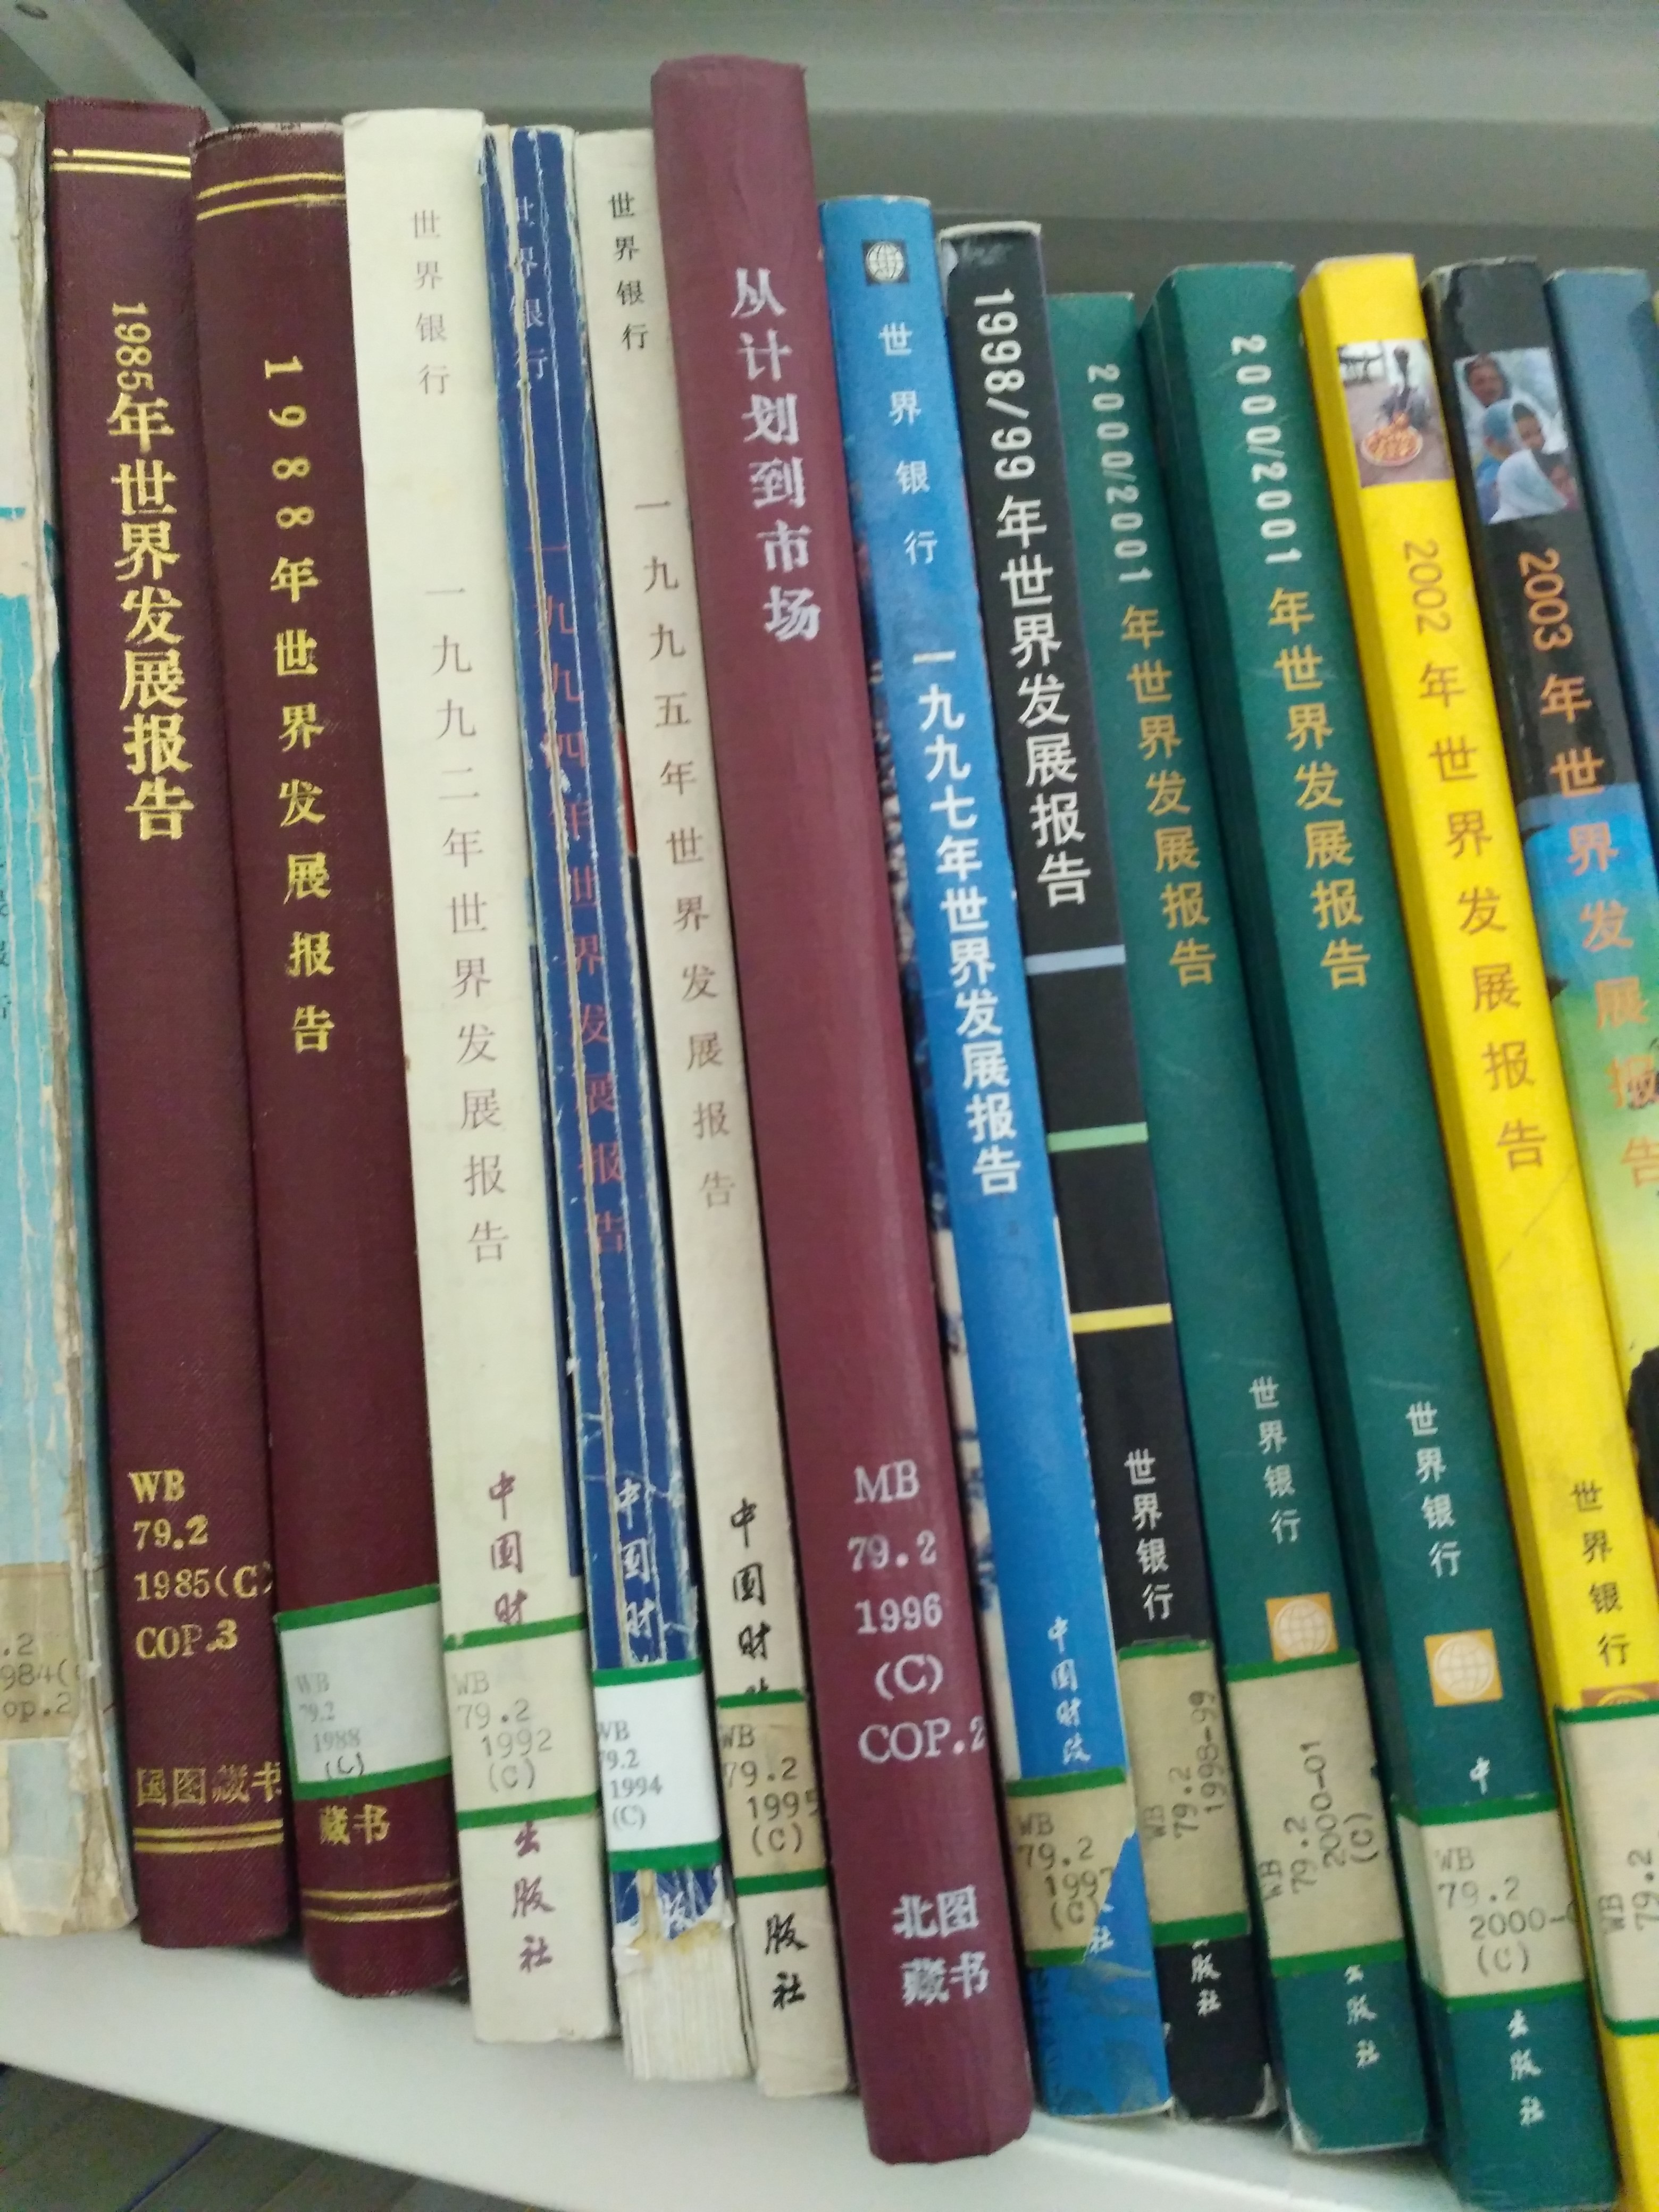 .2
984(
op.2
1985年世界发展报告
WB
79.2
1985(C)
COP.3
国图藏书
1988年世界发展报告
WB
79.2
1988
(C)
藏书
世界银行
一九九二年世界发展报告
中国财
WB
79.2
1992
(C)
出版社
世界银行
一九九四年世界发展报告
中国财
WB
79.2
1994
(C)
版
世界银行
一九九五年世界发展报告
中国财
WB
79.2
1995
(C)
版社
从计划到市场
MB
79.2
1996
(C)
COP.2
北图
藏书
世界银行
一九九七年世界发展报告
中国财政
WB
79.2
1997
(C)
社
1998/99年世界发展报告
世界银行
WB
79.2
1998-99
版社
2000/2001年世界发展报告
世界银行
WB
79.2
2000-01
(C)
出版社
2000/2001年世界发展报告
世界银行
中
WB
79.2
2000-
(C)
出版社
2002年世界发展报告
世界银行
WB
79.2
2003年世界发展报告